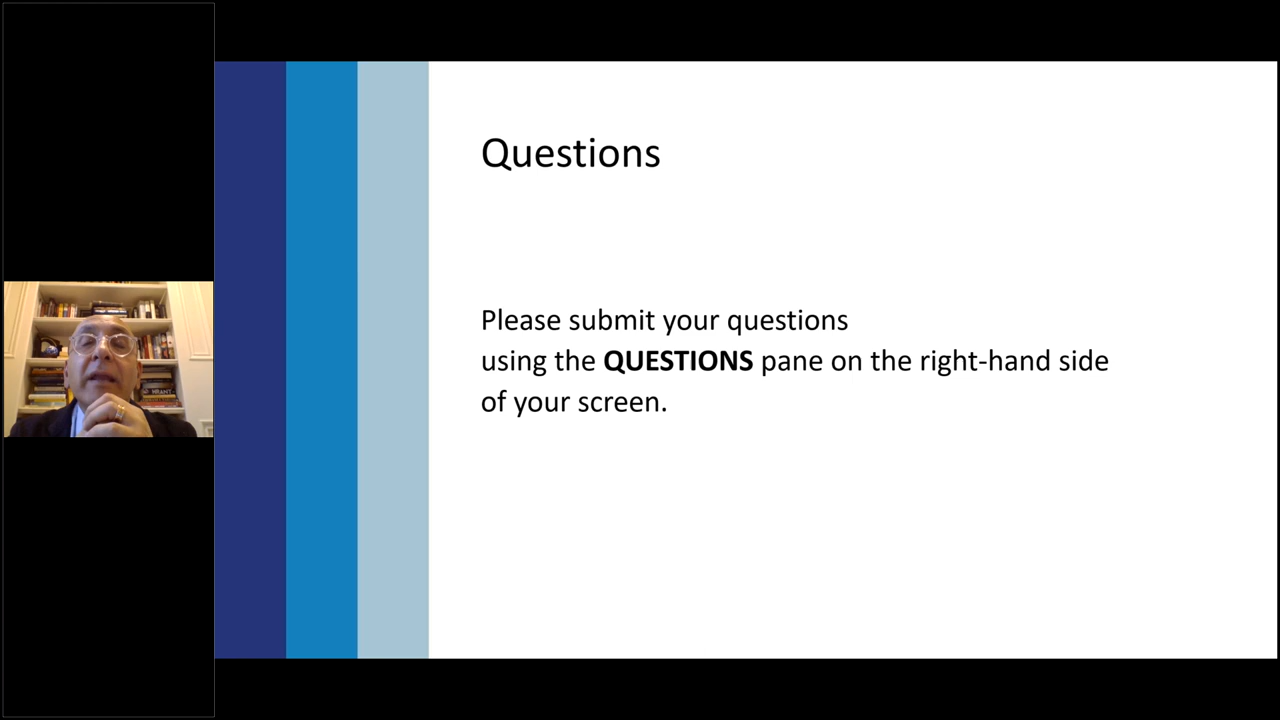 Questions
Please submit your questions
using the QUESTIONS pane on the right-hand side
of your screen.